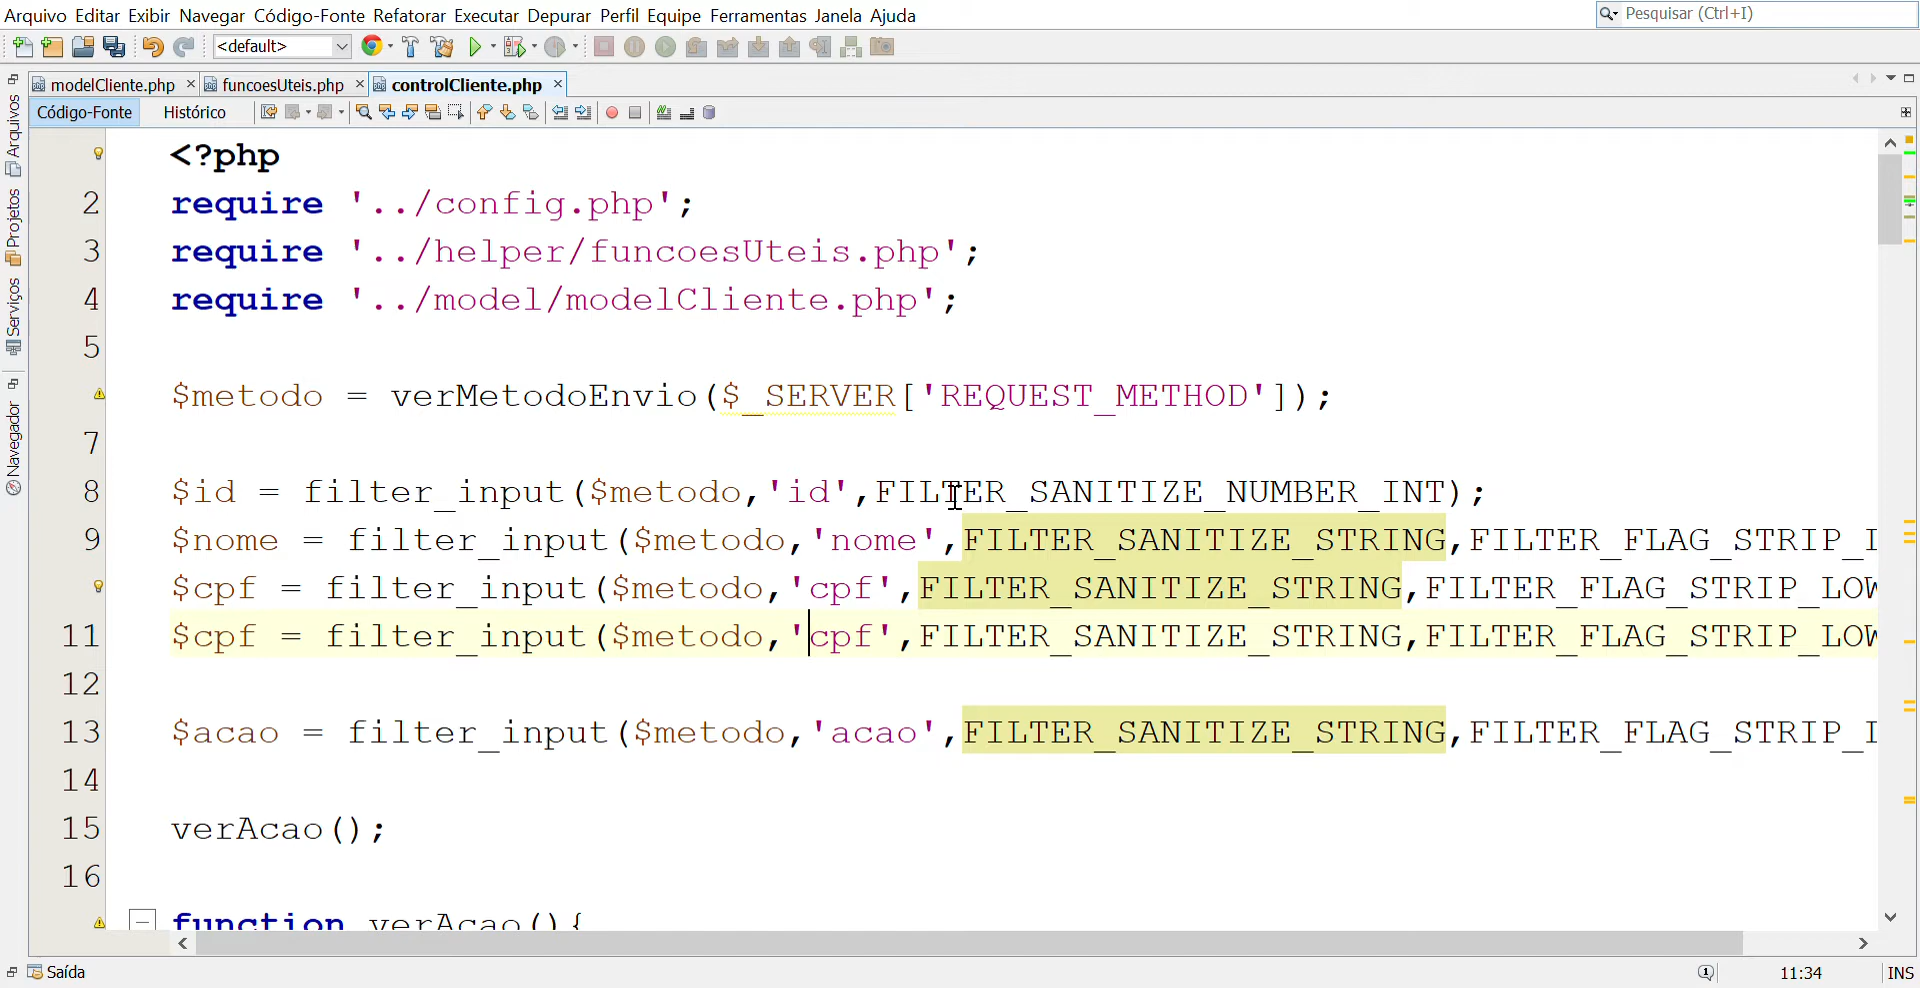 Arquivo Editar Exibir Navegar Código-Fonte Refatorar Executar Depurar Perfil Equipe Ferramentas Janela Ajuda
Pesquisar (Ctrl+I)
<default>
modelCliente.php
funcoesUteis.php
controlCliente.php
Código-Fonte
Histórico
Arquivos
Projetos
Serviços
Navegador
<?php
2 require '../config.php';
3 require '../helper/funcoesUteis.php';
4 require '../model/modelCliente.php';
5
$metodo = verMetodoEnvio($_SERVER['REQUEST_METHOD']);
7
8 $id = filter_input($metodo,'id',FILTER_SANITIZE_NUMBER_INT);
9 $nome = filter_input($metodo,'nome',FILTER_SANITIZE_STRING,FILTER_FLAG_STRIP_
$cpf = filter_input($metodo,'cpf',FILTER_SANITIZE_STRING,FILTER_FLAG_STRIP_LOW
11 $cpf = filter_input($metodo,'cpf',FILTER_SANITIZE_STRING,FILTER_FLAG_STRIP_LOW
12
13 $acao = filter_input($metodo,'acao',FILTER_SANITIZE_STRING,FILTER_FLAG_STRIP_
14
15 verAcao();
16
function verAcao(){
Saída
1
11:34
INS